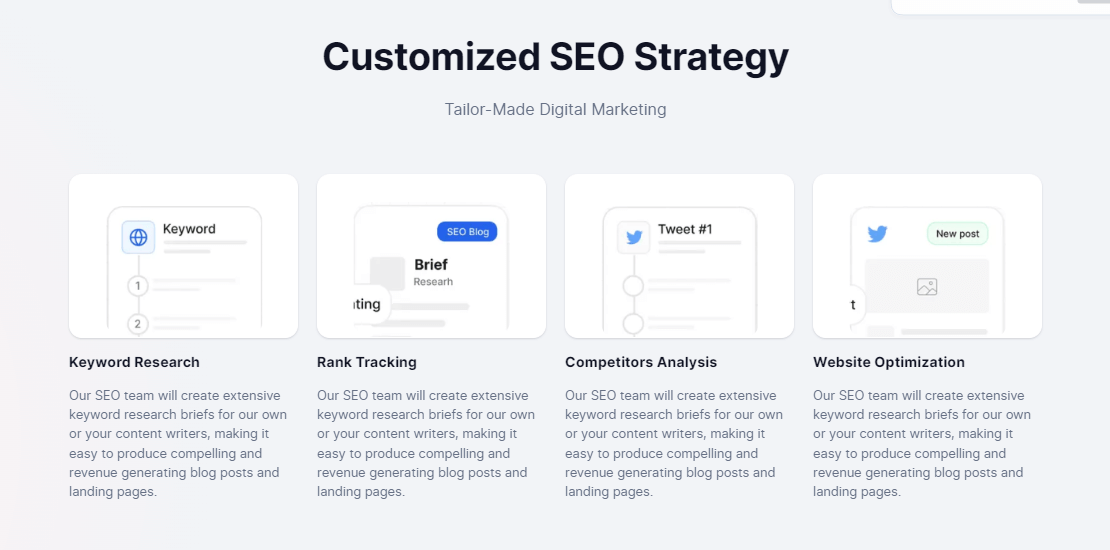 Customized SEO Strategy
Tailor-Made Digital Marketing
Keyword
1
2
SEO Blog
Brief
Researh
ting
Tweet #1
New post
t
Keyword Research
Our SEO team will create extensive
keyword research briefs for our own
or your content writers, making it
easy to produce compelling and
revenue generating blog posts and
landing pages.
Rank Tracking
Our SEO team will create extensive
keyword research briefs for our own
or your content writers, making it
easy to produce compelling and
revenue generating blog posts and
landing pages.
Competitors Analysis
Our SEO team will create extensive
keyword research briefs for our own
or your content writers, making it
easy to produce compelling and
revenue generating blog posts and
landing pages.
Website Optimization
Our SEO team will create extensive
keyword research briefs for our own
or your content writers, making it
easy to produce compelling and
revenue generating blog posts and
landing pages.